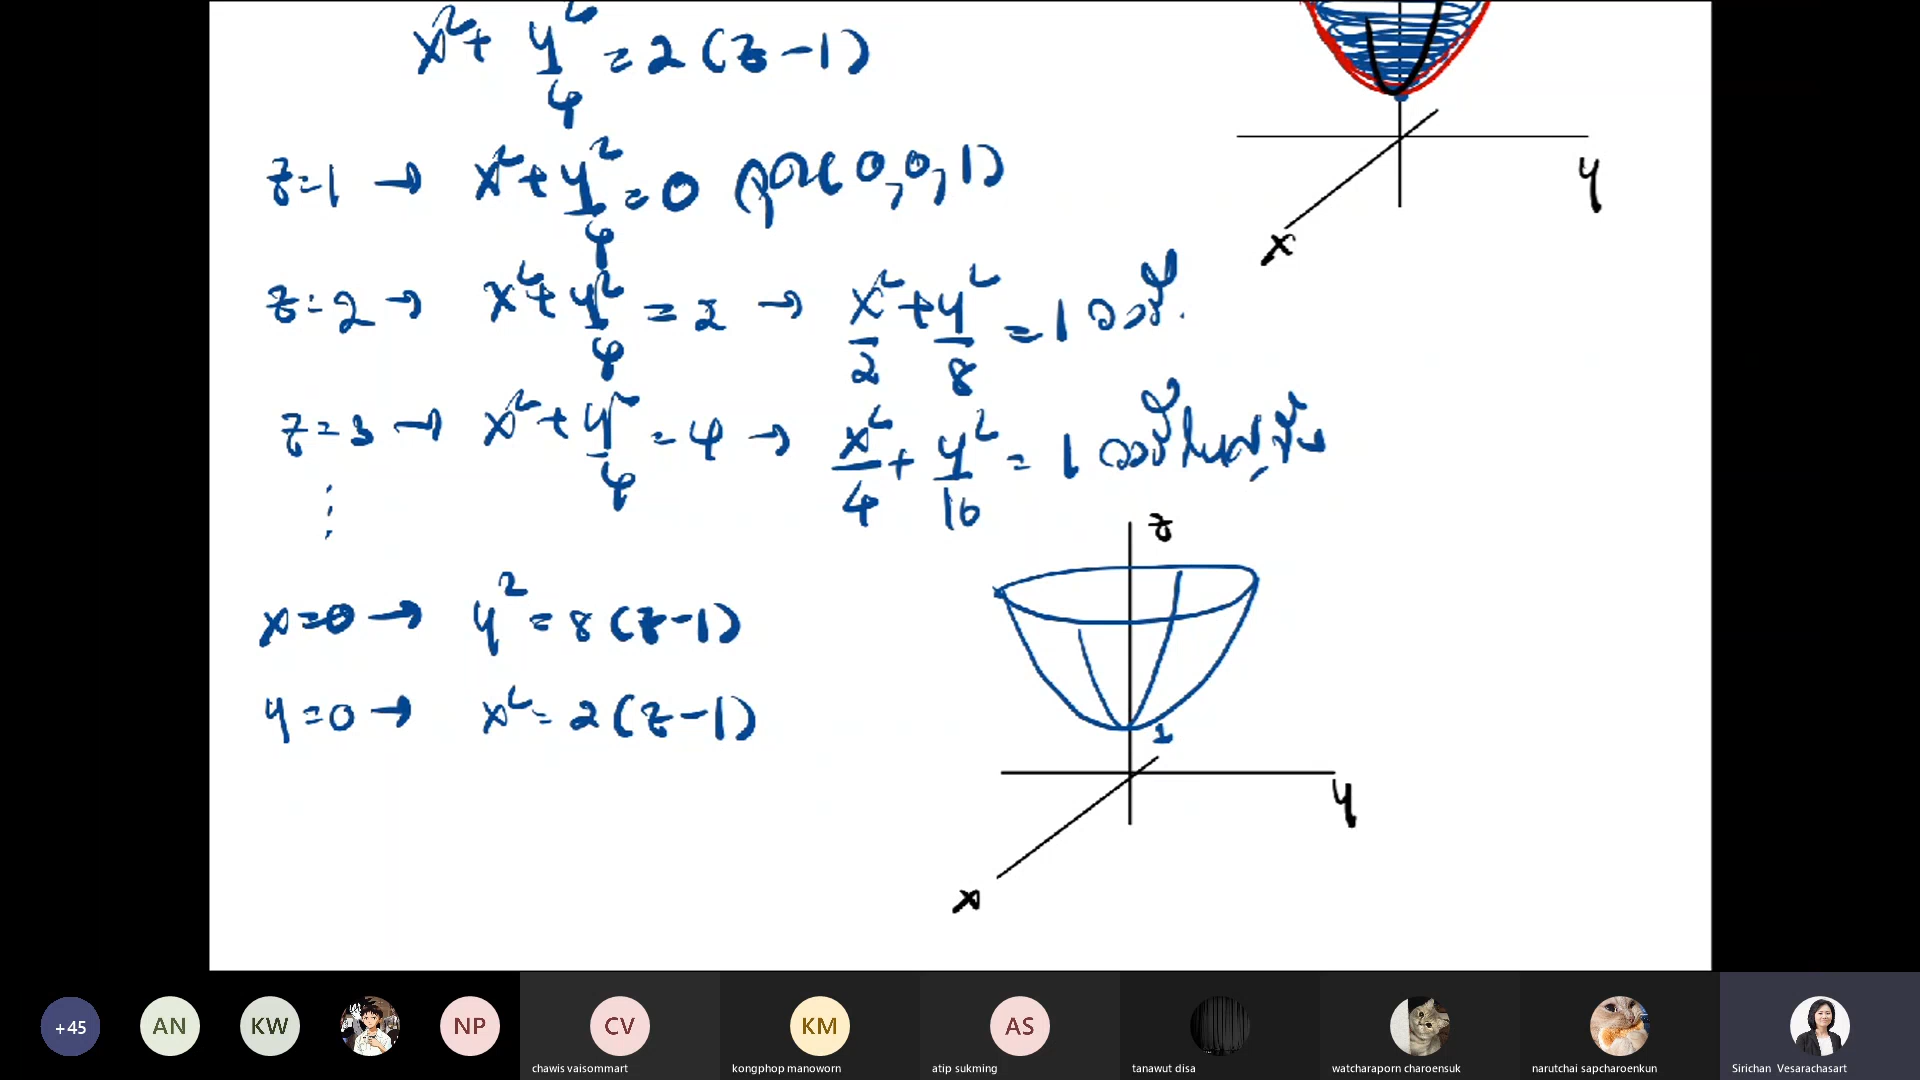 x² + y²/4 = 2(z-1)
z=1 → x² + y²/4 = 0 จุด (0,0,1)
z=2 → x² + y²/4 = 2 → x²/2 + y²/8 = 1 วงรี
z=3 → x² + y²/4 = 4 → x²/4 + y²/16 = 1 วงรีใหญ่ขึ้น
⋮
x=0 → y² = 8(z-1)
y=0 → x² = 2(z-1)
y
x
z
1
y
x
+45
AN
KW
NP
CV
KM
AS
chawis vaisommart
kongphop manoworn
atip sukming
tanawut disa
watcharaporn charoensuk
narutchai sapcharoenkun
Sirichan Vesarachasart